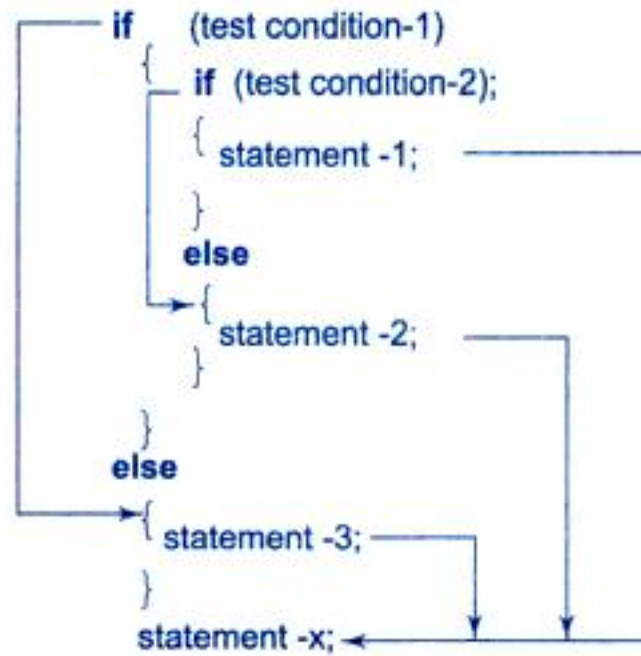 if (test condition-1)
{
if (test condition-2);
{
statement -1;
}
else
{
statement -2;
}
}
else
{
statement -3;
}
statement -x;